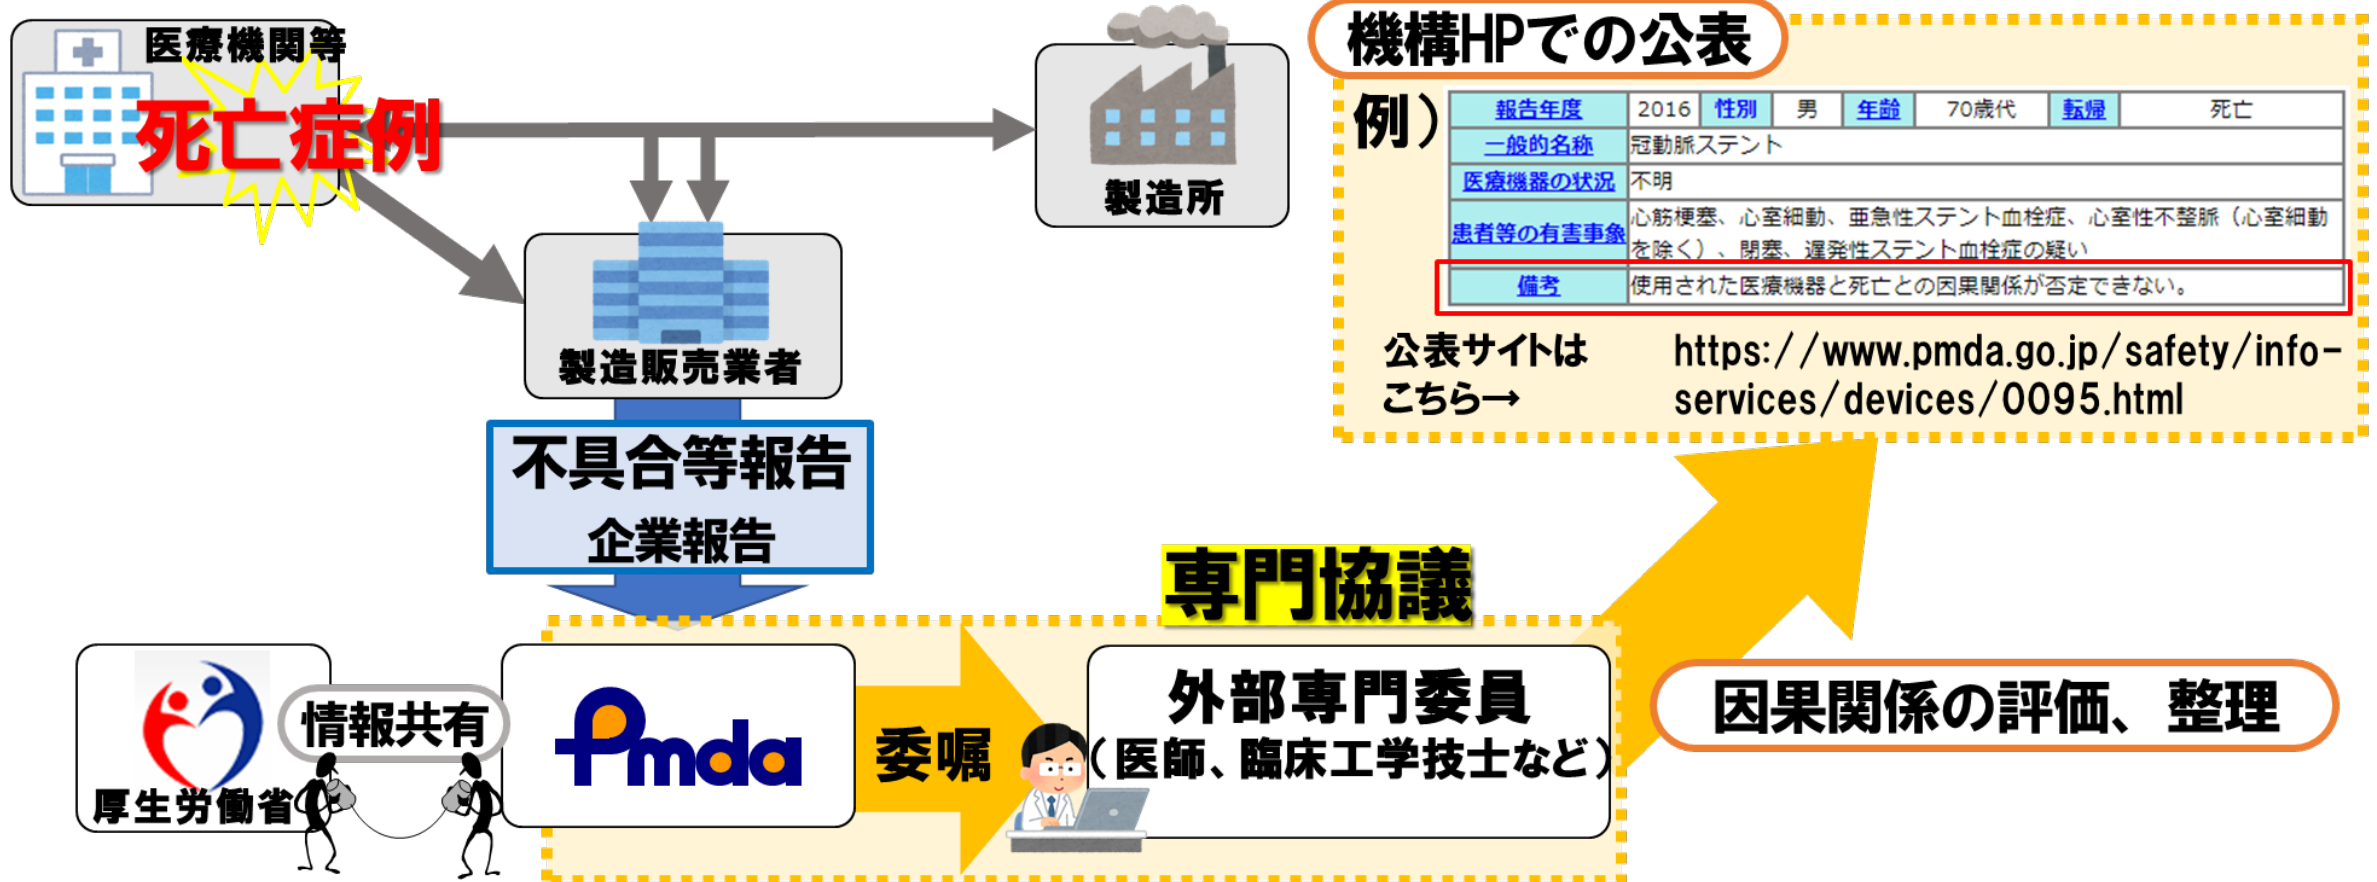 医療機関等
死亡症例
製造所
製造販売業者
不具合等報告
企業報告
厚生労働省
情報共有
Pmda
委嘱
専門協議
外部専門委員
（医師、臨床工学技士など）
因果関係の評価、整理
機構HPでの公表
例）
報告年度 2016 性別 男 年齢 70歳代 転帰 死亡
一般的名称 冠動脈ステント
医療機器の状況 不明
患者等の有害事象 心筋梗塞、心室細動、亜急性ステント血栓症、心室性不整脈（心室細動
を除く）、閉塞、遅発性ステント血栓症の疑い
備考 使用された医療機器と死亡との因果関係が否定できない。
公表サイトは
こちら→
https://www.pmda.go.jp/safety/info-
services/devices/0095.html